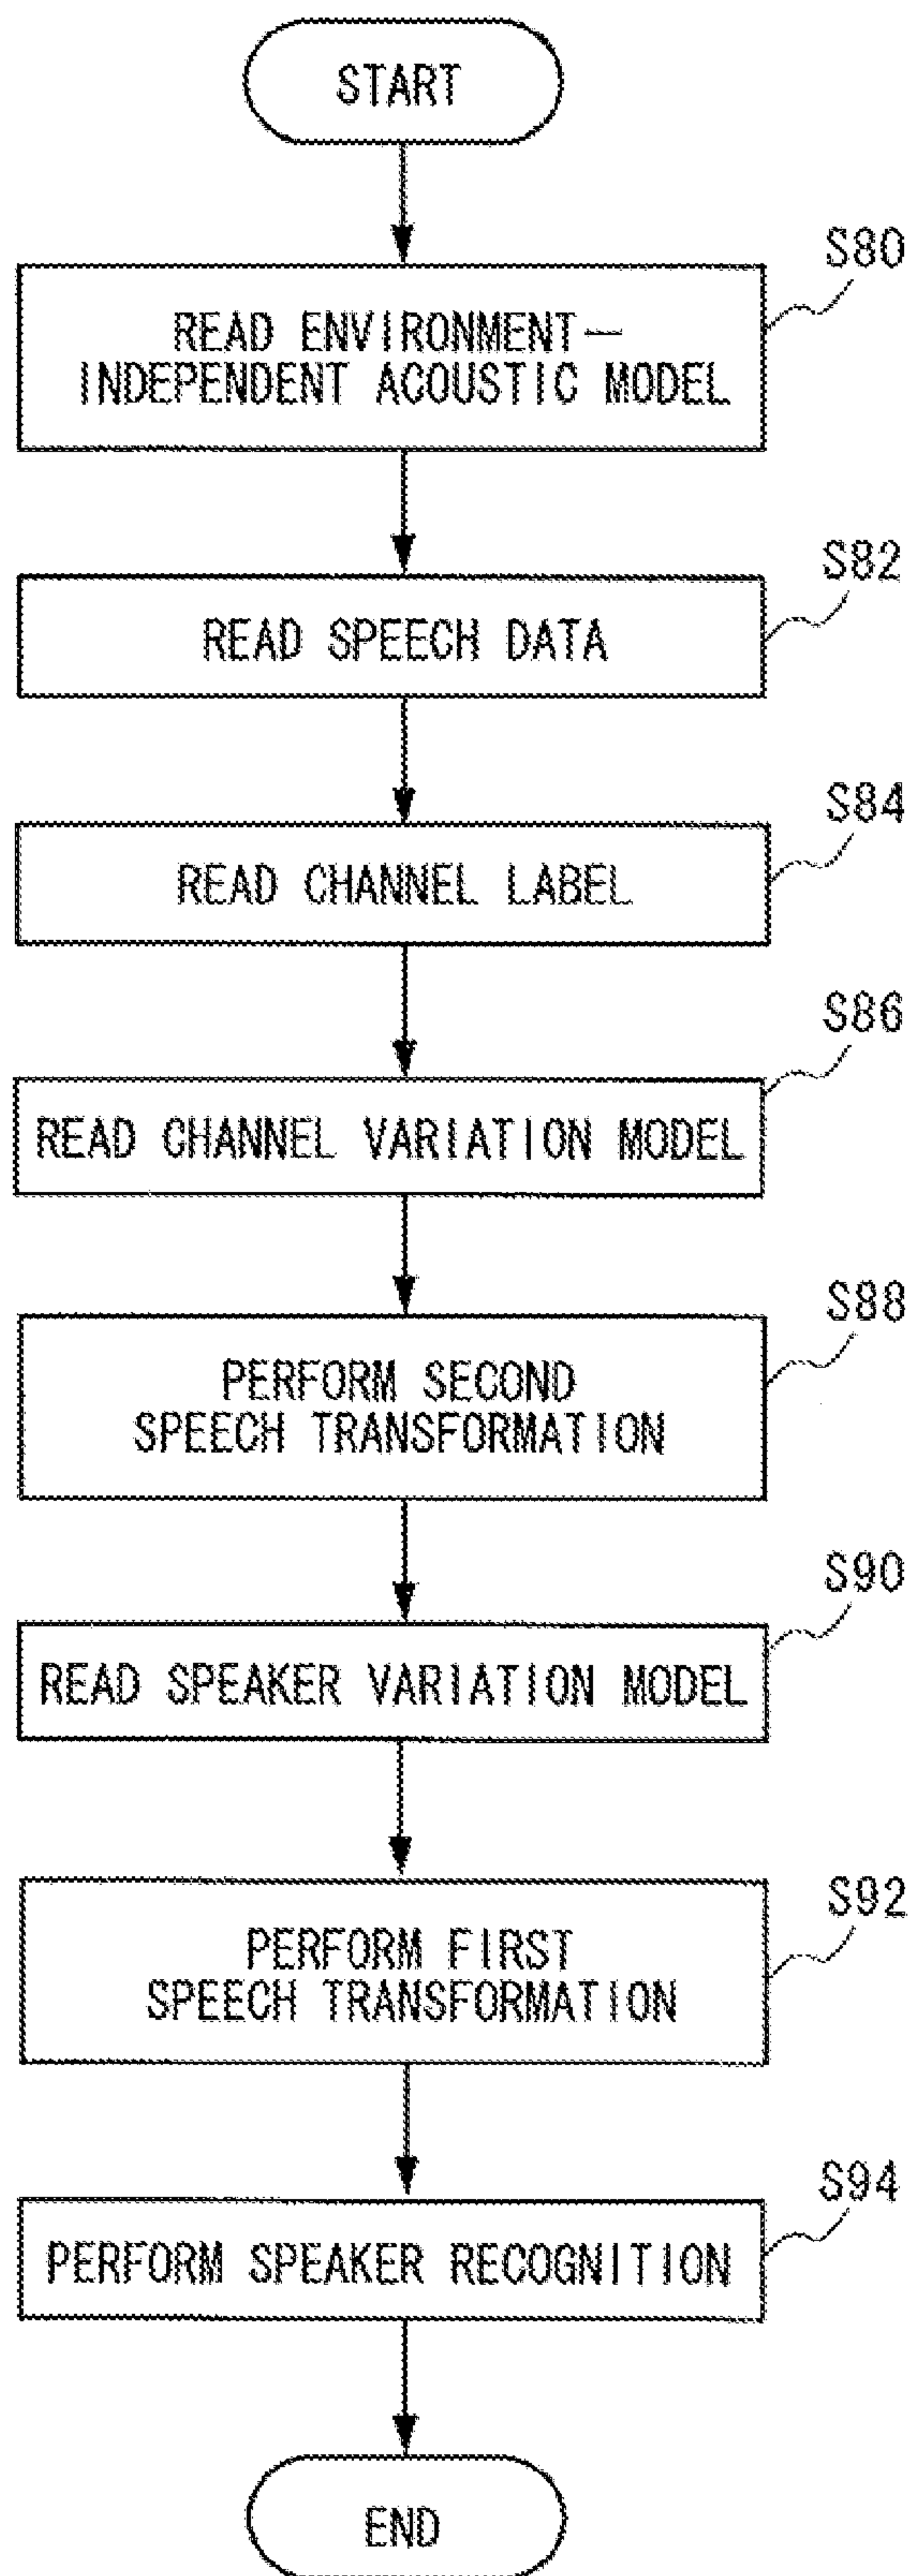 START
S80
READ ENVIRONMENT-
INDEPENDENT ACOUSTIC MODEL
S82
READ SPEECH DATA
S84
READ CHANNEL LABEL
S86
READ CHANNEL VARIATION MODEL
S88
PERFORM SECOND
SPEECH TRANSFORMATION
S90
READ SPEAKER VARIATION MODEL
S92
PERFORM FIRST
SPEECH TRANSFORMATION
S94
PERFORM SPEAKER RECOGNITION
END